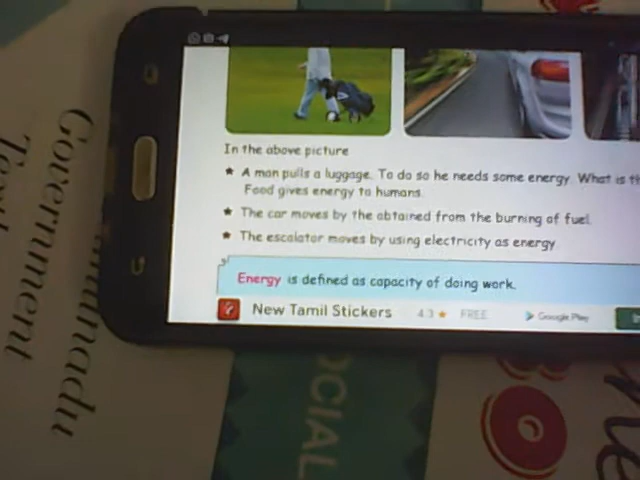 In the above picture
★ A man pulls a luggage. To do so he needs some energy. What is th
Food gives energy to humans.
★ The car moves by the obtained from the burning of fuel.
★ The escalator moves by using electricity as energy
Energy is defined as capacity of doing work.
New Tamil Stickers 4.3 ★ FREE Google Play
Government
OCIAL